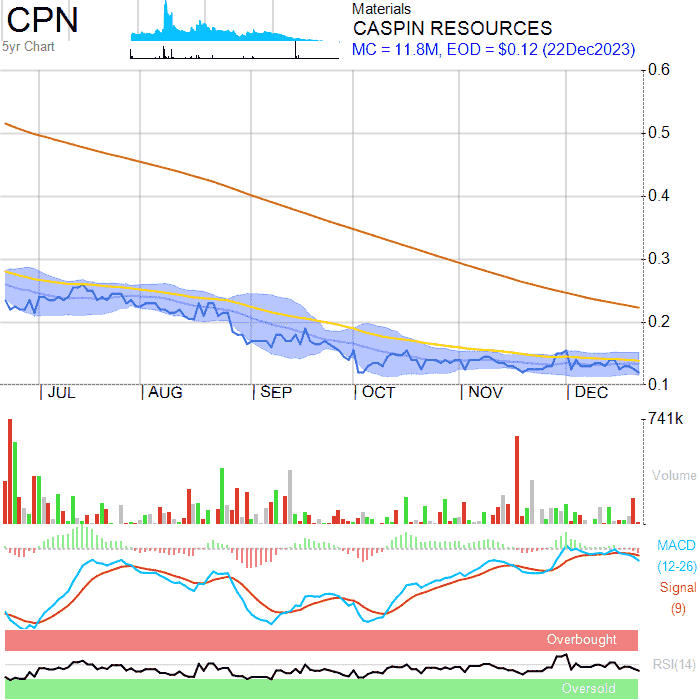 CPN
5yr Chart
Materials
CASPIN RESOURCES
MC = 11.8M, EOD = $0.12 (22Dec2023)
0.6
0.5
0.4
0.3
0.2
0.1
JUL AUG SEP OCT NOV DEC
741k
Volume
MACD
(12-26)
Signal
(9)
Overbought
RSI(14)
Oversold